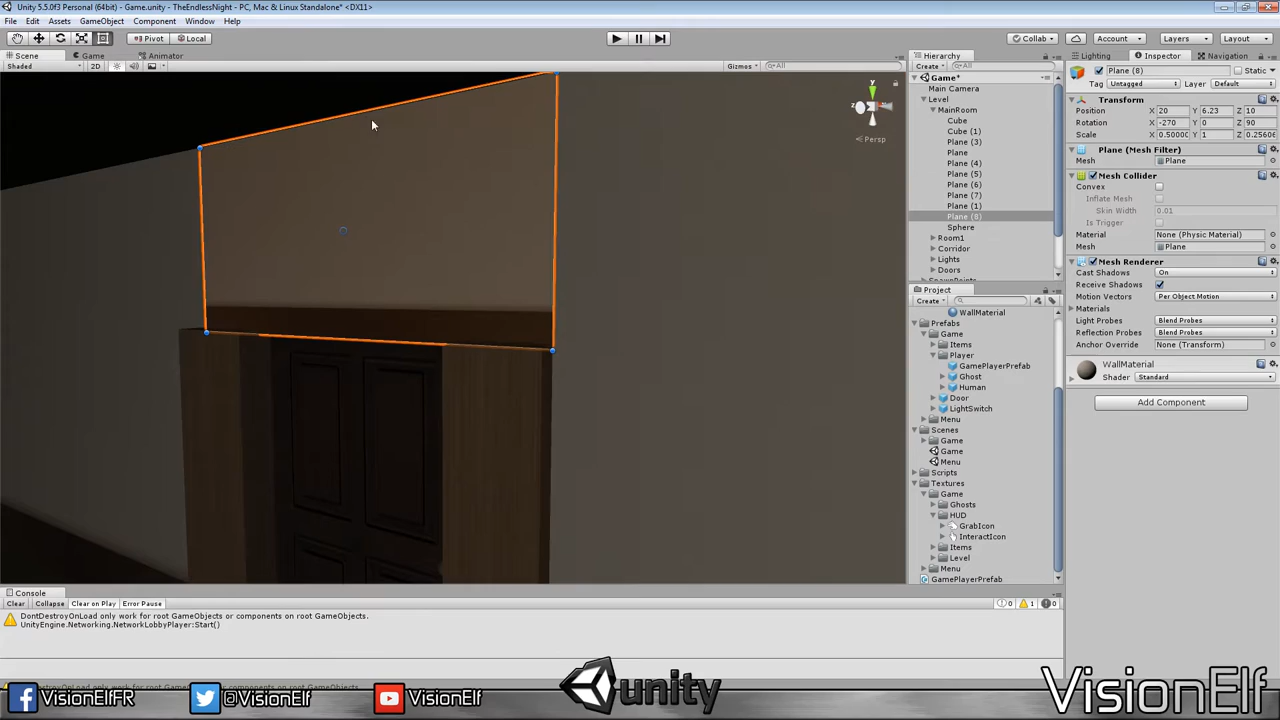 Unity 5.5.0f3 Personal (64bit) - Game.unity - TheEndlessNight - PC, Mac & Linux Standalone* <DX11>
File Edit Assets GameObject Component Window Help
Pivot Local Collab Account Layers Layout
Scene Game Animator
Shaded 2D Gizmos All
y
z
Persp
Hierarchy
Create All
Game*
Main Camera
Level
MainRoom
Cube
Cube (1)
Plane (3)
Plane
Plane (4)
Plane (5)
Plane (6)
Plane (7)
Plane (1)
Plane (8)
Sphere
Room1
Corridor
Lights
Doors
SpawnPoints
Project
Create
WallMaterial
Prefabs
Game
Items
Player
GamePlayerPrefab
Ghost
Human
Door
LightSwitch
Menu
Scenes
Game
Game
Menu
Scripts
Textures
Game
Ghosts
HUD
GrabIcon
InteractIcon
Items
Level
Menu
GamePlayerPrefab
Lighting Inspector Navigation
Plane (8) Static
Tag Untagged Layer Default
Transform
Position X 20 Y 6.23 Z 10
Rotation X -270 Y 0 Z 90
Scale X 0.5000 Y 1 Z 0.25606
Plane (Mesh Filter)
Mesh Plane
Mesh Collider
Convex
Inflate Mesh
Skin Width 0.01
Is Trigger
Material None (Physic Material)
Mesh Plane
Mesh Renderer
Cast Shadows On
Receive Shadows
Motion Vectors Per Object Motion
Materials
Light Probes Blend Probes
Reflection Probes Blend Probes
Anchor Override None (Transform)
WallMaterial
Shader Standard
Add Component
Console
Clear Collapse Clear on Play Error Pause 0 1 0
DontDestroyOnLoad only work for root GameObjects or components on root GameObjects.
UnityEngine.Networking.NetworkLobbyPlayer:Start()
VisionElfFR @VisionElf VisionElf unity VisionElf